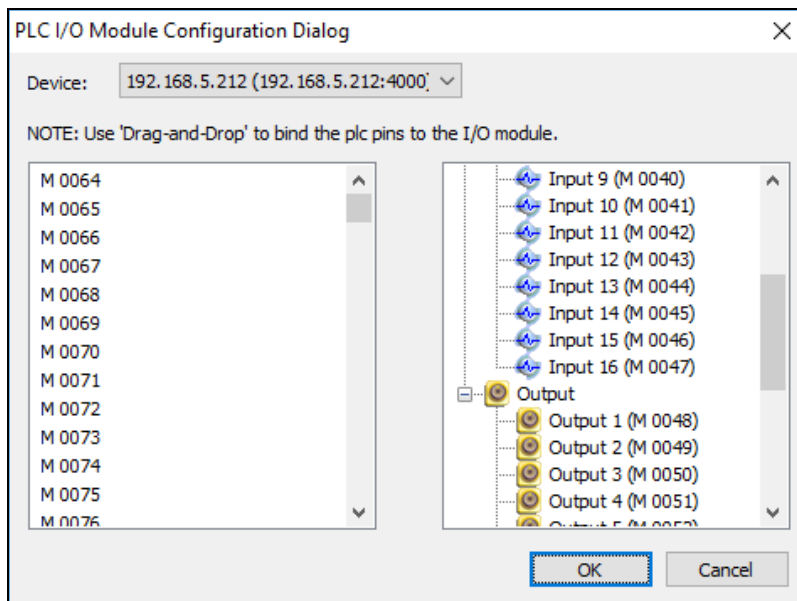 PLC I/O Module Configuration Dialog
Device: 192.168.5.212 (192.168.5.212:4000)
NOTE: Use 'Drag-and-Drop' to bind the plc pins to the I/O module.
M 0064
M 0065
M 0066
M 0067
M 0068
M 0069
M 0070
M 0071
M 0072
M 0073
M 0074
M 0075
M 0076
Input 9 (M 0040)
Input 10 (M 0041)
Input 11 (M 0042)
Input 12 (M 0043)
Input 13 (M 0044)
Input 14 (M 0045)
Input 15 (M 0046)
Input 16 (M 0047)
Output
Output 1 (M 0048)
Output 2 (M 0049)
Output 3 (M 0050)
Output 4 (M 0051)
Output 5 (M 0052)
OK
Cancel